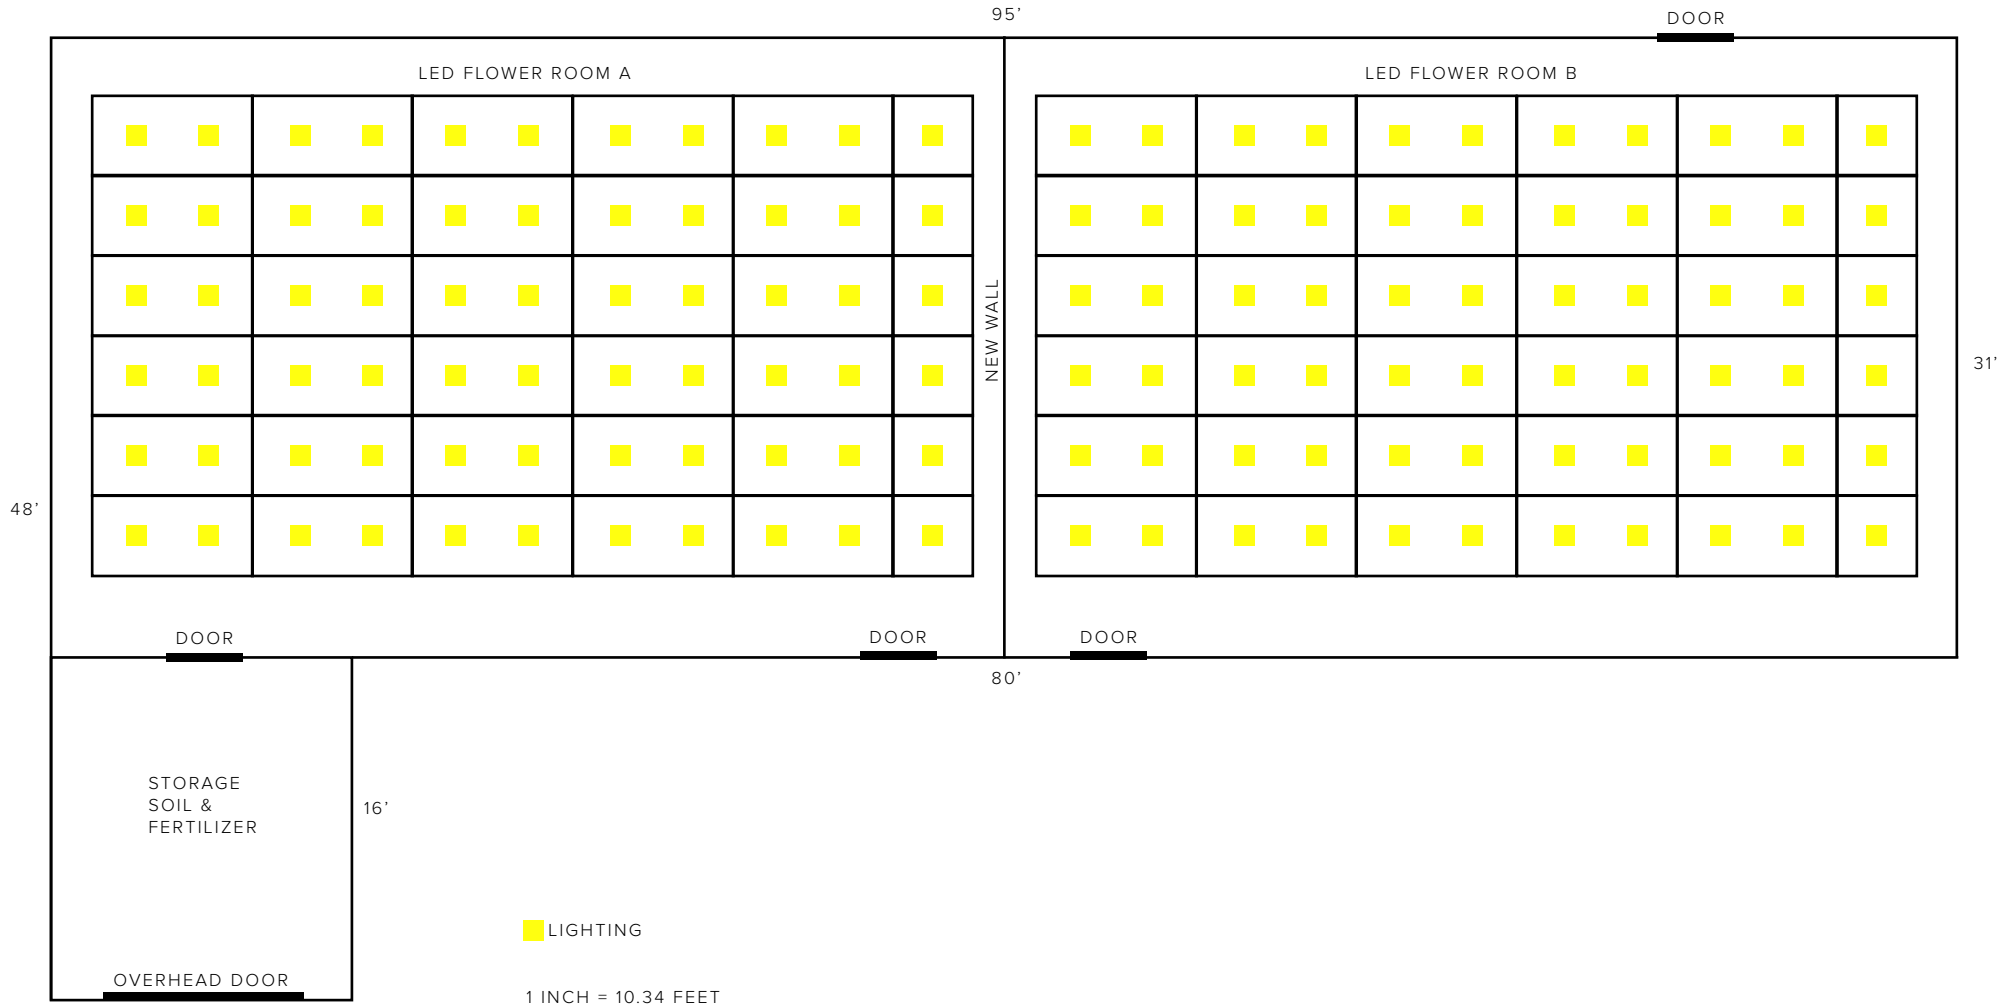 95’
DOOR
LED FLOWER ROOM A
LED FLOWER ROOM B
NEW WALL
31’
48’
DOOR
DOOR
DOOR
80’
STORAGE
SOIL &
FERTILIZER
16’
LIGHTING
OVERHEAD DOOR
1 INCH = 10.34 FEET